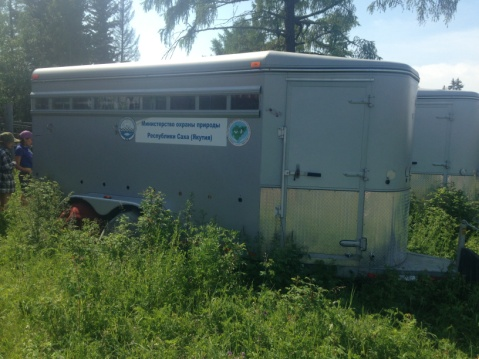 Министерство охраны природы
Республики Саха (Якутия)